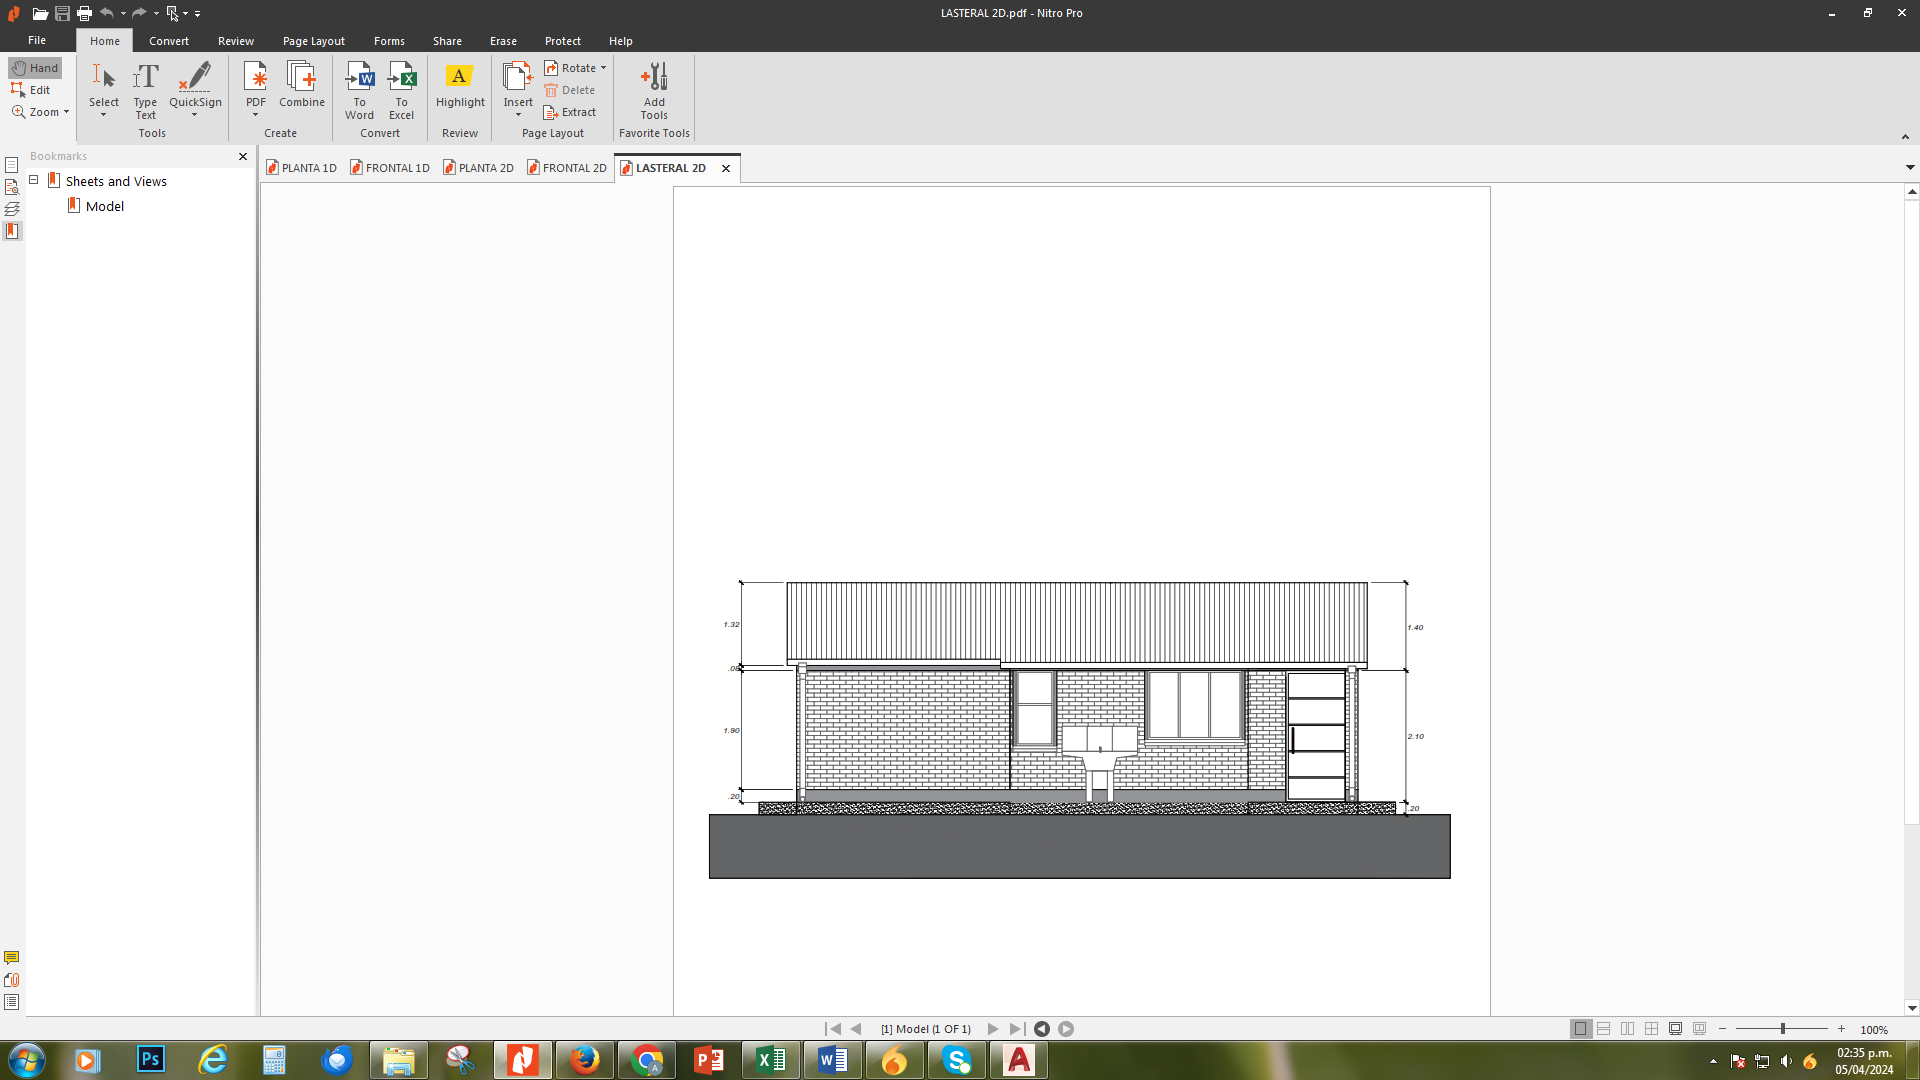 LASTERAL 2D.pdf - Nitro Pro
File Home Convert Review Page Layout Forms Share Erase Protect Help
Hand
Edit
Zoom
Select
Type Text
QuickSign
Tools
PDF
Combine
Create
To Word
To Excel
Convert
Highlight
Review
Insert
Rotate
Delete
Extract
Page Layout
Add Tools
Favorite Tools
Bookmarks
Sheets and Views
Model
PLANTA 1D FRONTAL 1D PLANTA 2D FRONTAL 2D LASTERAL 2D
1.32
1.90
.20
1.40
2.10
.20
[1] Model (1 OF 1)
100%
02:35 p.m.
05/04/2024